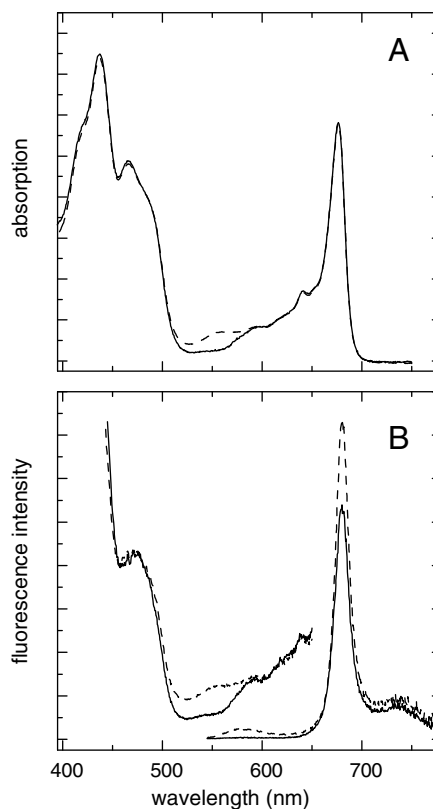 A
absorption
B
fluorescence intensity
400 500 600 700
wavelength (nm)